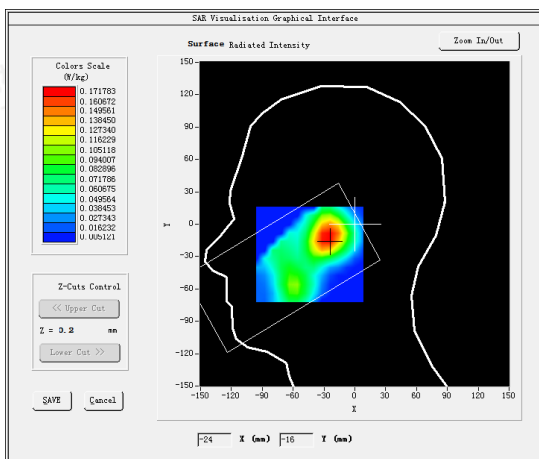 SAR Visualisation Graphical Interface
Surface Radiated Intensity
Zoom In/Out
Colors Scale
(W/kg)
0.171783
0.160672
0.149561
0.138450
0.127340
0.116229
0.105118
0.094007
0.082896
0.071786
0.060675
0.049564
0.038453
0.027343
0.016232
0.005121
150
120
90
60
30
0
-30
-60
-90
-120
-150
Y
-150 -120 -90 -60 -30 0 30 60 90 120 150
X
Z-Cuts Control
<< Upper Cut
Z = 3.2 mm
Lower Cut >>
SAVE Cancel
-24 X (mm) -16 Y (mm)